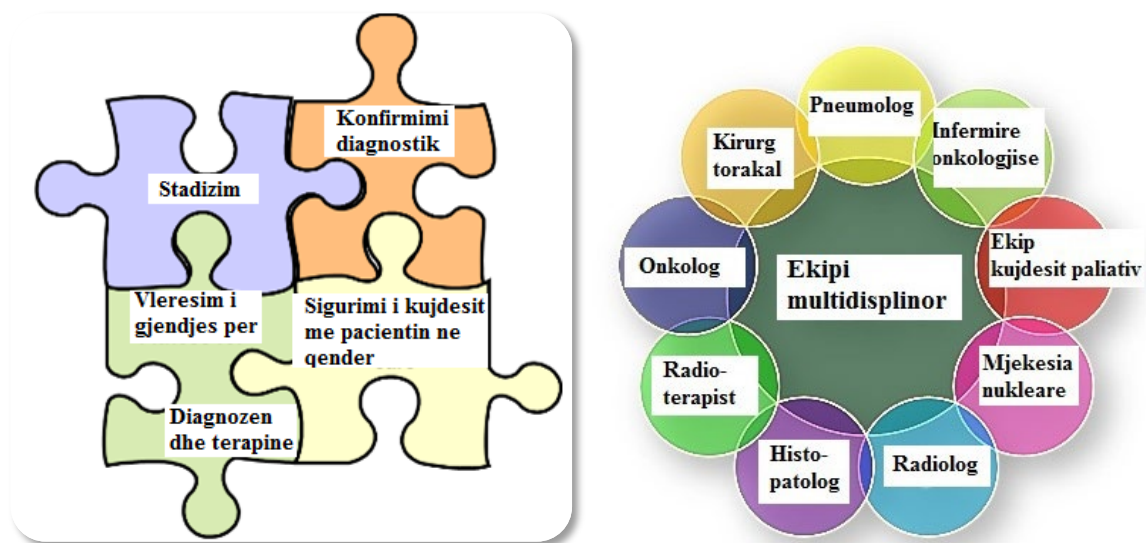 Stadizim
Konfirmimi
diagnostik
Vleresim i
gjendjes per
Diagnozen
dhe terapine
Sigurimi i kujdesit
me pacientin ne
qender
Pneumolog
Infermire
onkologjise
Ekip
kujdesit paliativ
Mjekesia
nukleare
Radiolog
Histo-
patolog
Radio-
terapist
Onkolog
Kirurg
torakal
Ekipi
multidisplinor